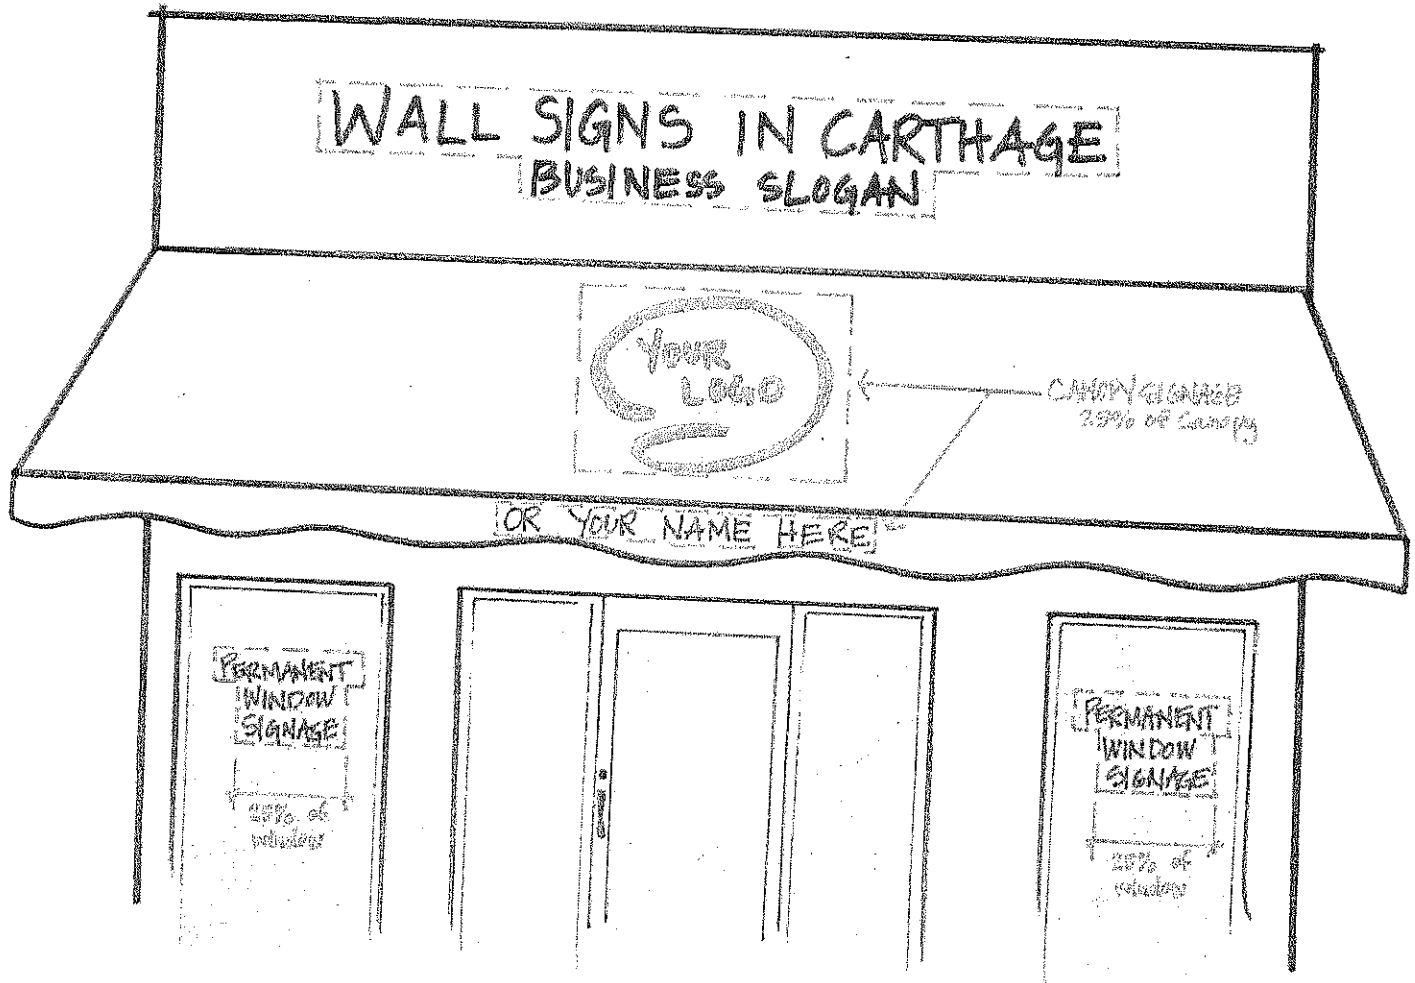 WALL SIGNS IN CARTHAGE
BUSINESS SLOGAN
YOUR
LOGO
CANOPY SIGNAGE
25% of Canopy
OR YOUR NAME HERE
PERMANENT
WINDOW
SIGNAGE
25% of
window
PERMANENT
WINDOW
SIGNAGE
25% of
window